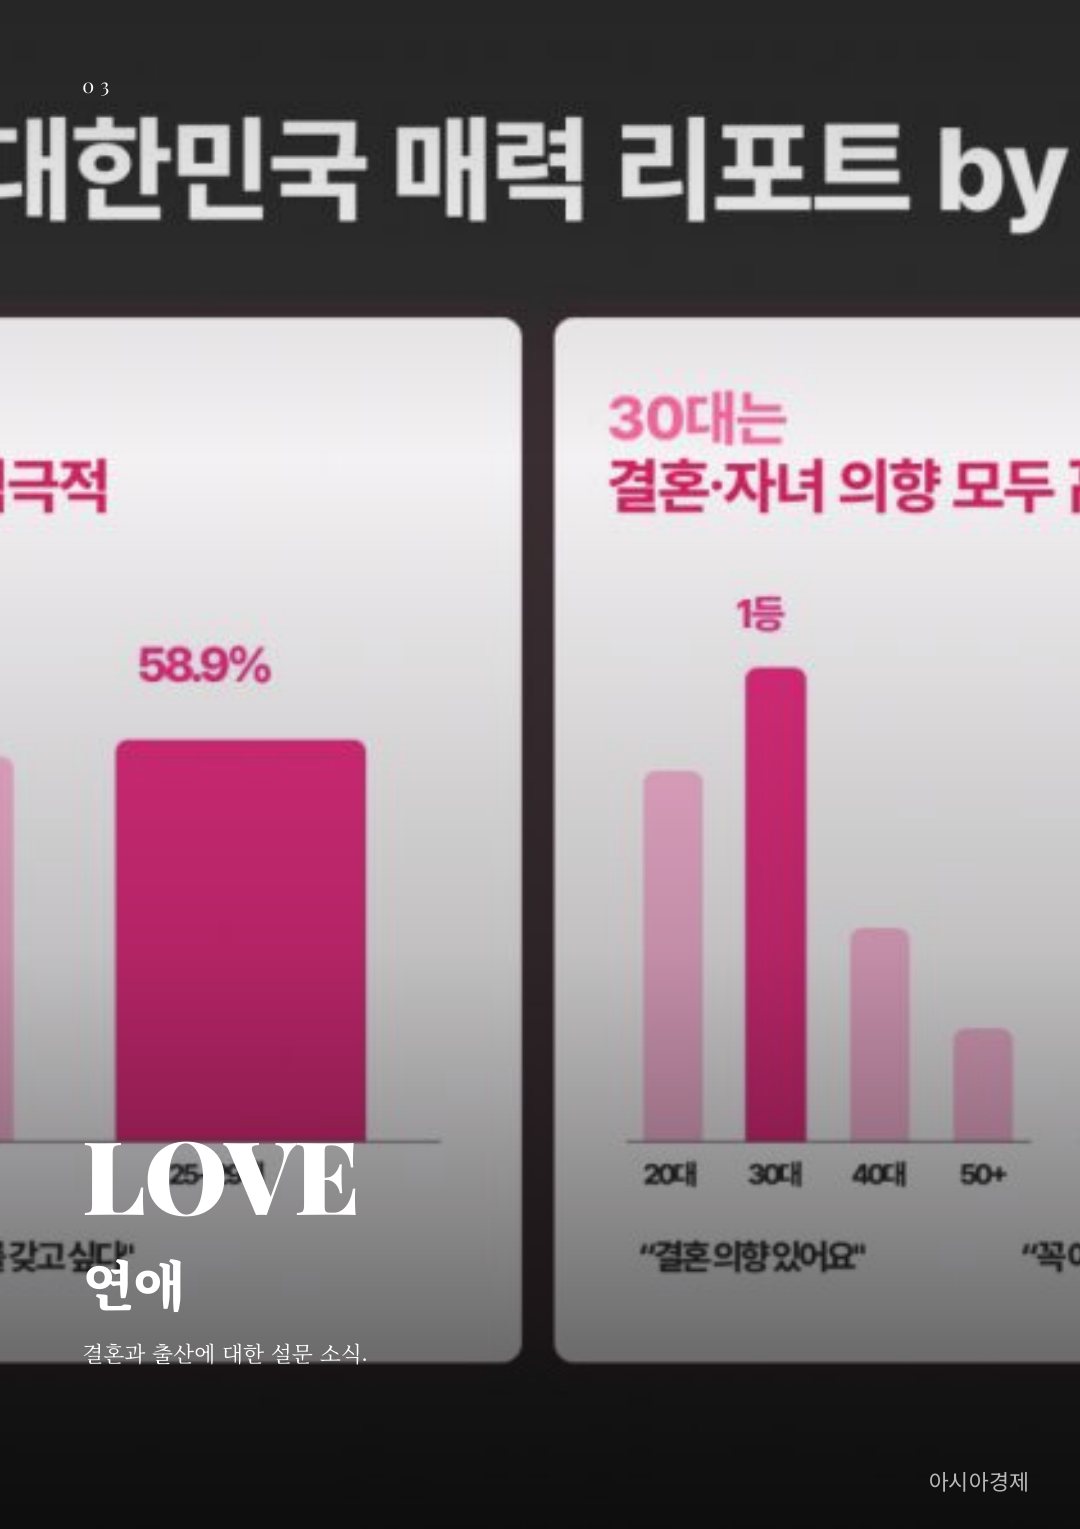 03
대한민국 매력 리포트 by
극적
58.9%
30대는
결혼·자녀 의향 모두
1등
20대 30대 40대 50+
LOVE
갖고 싶다"
"결혼 의향 있어요"
"꼭
연애
결혼과 출산에 대한 설문 소식.
아시아경제